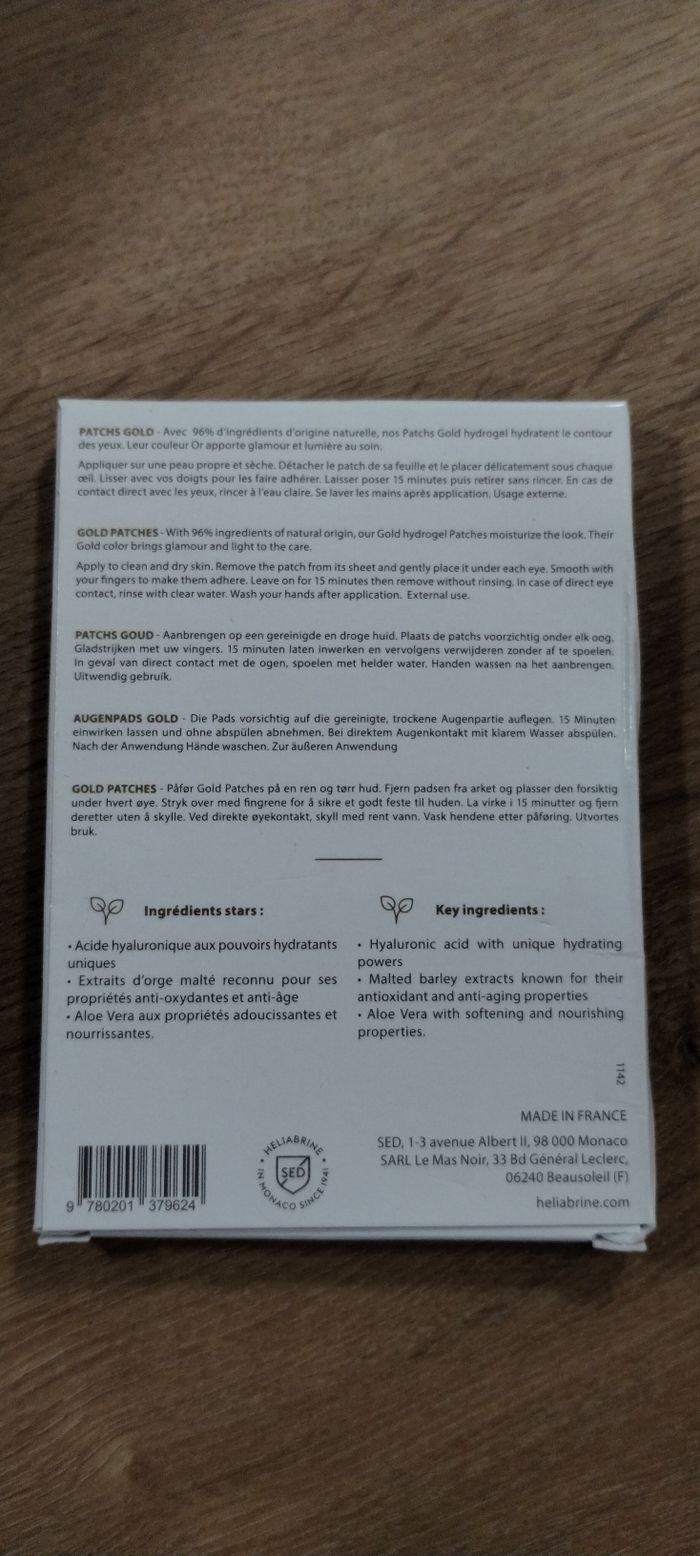 PATCHS GOLD - Avec 96% d'ingrédients d'origine naturelle, nos Patchs Gold hydrogel hydratent le contour
des yeux. Leur couleur Or apporte glamour et lumière au soin.
Appliquer sur une peau propre et sèche. Détacher le patch de sa feuille et le placer délicatement sous chaque
œil. Lisser avec vos doigts pour les faire adhérer. Laisser poser 15 minutes puis retirer sans rincer. En cas de
contact direct avec les yeux, rincer à l'eau claire. Se laver les mains après application. Usage externe.
GOLD PATCHES - With 96% ingredients of natural origin, our Gold hydrogel Patches moisturize the look. Their
Gold color brings glamour and light to the care.
Apply to clean and dry skin. Remove the patch from its sheet and gently place it under each eye. Smooth with
your fingers to make them adhere. Leave on for 15 minutes then remove without rinsing. In case of direct eye
contact, rinse with clear water. Wash your hands after application. External use.
PATCHS GOUD - Aanbrengen op een gereinigde en droge huid. Plaats de patchs voorzichtig onder elk oog.
Gladstrijken met uw vingers. 15 minuten laten inwerken en vervolgens verwijderen zonder af te spoelen.
In geval van direct contact met de ogen, spoelen met helder water. Handen wassen na het aanbrengen.
Uitwendig gebruik.
AUGENPADS GOLD - Die Pads vorsichtig auf die gereinigte, trockene Augenpartie auflegen. 15 Minuten
einwirken lassen und ohne abspülen abnehmen. Bei direktem Augenkontakt mit klarem Wasser abspülen.
Nach der Anwendung Hände waschen. Zur äußeren Anwendung
GOLD PATCHES - Påfør Gold Patches på en ren og tørr hud. Fjern padsen fra arket og plasser den forsiktig
under hvert øye. Stryk over med fingrene for å sikre et godt feste til huden. La virke i 15 minutter og fjern
deretter uten å skylle. Ved direkte øyekontakt, skyll med rent vann. Vask hendene etter påføring. Utvortes
bruk.
Ingrédients stars :
• Acide hyaluronique aux pouvoirs hydratants
uniques
• Extraits d'orge malté reconnu pour ses
propriétés anti-oxydantes et anti-âge
• Aloe Vera aux propriétés adoucissantes et
nourrissantes.
Key ingredients :
• Hyaluronic acid with unique hydrating
powers
• Malted barley extracts known for their
antioxidant and anti-aging properties
• Aloe Vera with softening and nourishing
properties.
1142
MADE IN FRANCE
SED, 1-3 avenue Albert II, 98 000 Monaco
SARL Le Mas Noir, 33 Bd Général Leclerc,
06240 Beausoleil (F)
heliabrine.com
• HELIABRINE •
SED
IN MONACO SINCE 1941
9 780201 379624